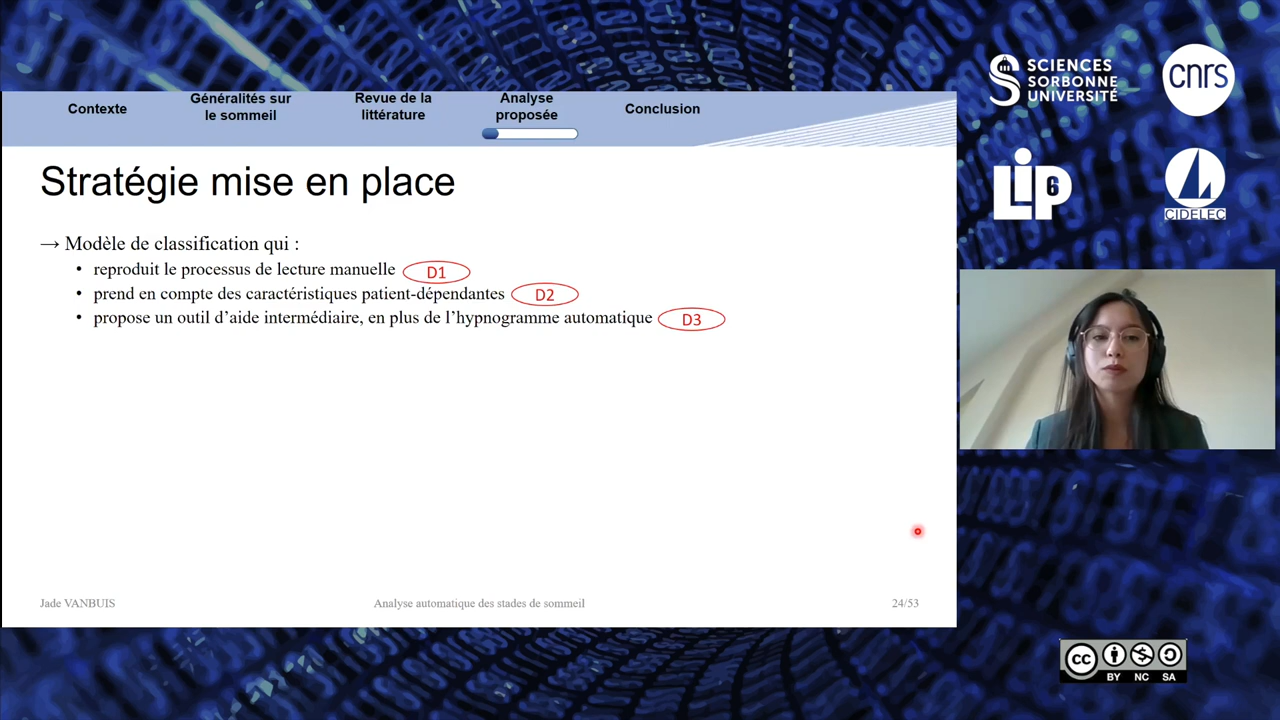 Contexte
Généralités sur
le sommeil
Revue de la
littérature
Analyse
proposée
Conclusion
Stratégie mise en place
→ Modèle de classification qui :
• reproduit le processus de lecture manuelle D1
• prend en compte des caractéristiques patient-dépendantes D2
• propose un outil d’aide intermédiaire, en plus de l’hypnogramme automatique D3
Jade VANBUIS
Analyse automatique des stades de sommeil
24/53
SCIENCES
SORBONNE
UNIVERSITÉ
cnrs
LIP6
CIDELEC
cc
BY NC SA